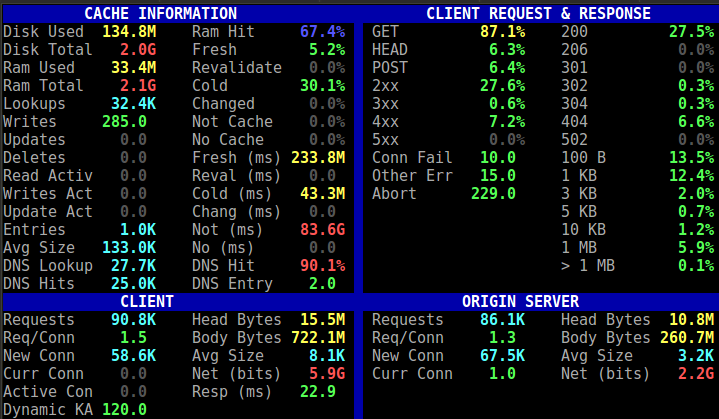 CACHE INFORMATION CLIENT REQUEST & RESPONSE
Disk Used 134.8M Ram Hit 67.4% GET 87.1% 200 27.5%
Disk Total 2.0G Fresh 5.2% HEAD 6.3% 206 0.0%
Ram Used 33.4M Revalidate 0.0% POST 6.4% 301 0.0%
Ram Total 2.1G Cold 30.1% 2xx 27.6% 302 0.3%
Lookups 32.4K Changed 0.0% 3xx 0.6% 304 0.3%
Writes 285.0 Not Cache 0.0% 4xx 7.2% 404 6.6%
Updates 0.0 No Cache 0.0% 5xx 0.0% 502 0.0%
Deletes 0.0 Fresh (ms) 233.8M Conn Fail 10.0 100 B 13.5%
Read Activ 0.0 Reval (ms) 0.0 Other Err 15.0 1 KB 12.4%
Writes Act 0.0 Cold (ms) 43.3M Abort 229.0 3 KB 2.0%
Update Act 0.0 Chang (ms) 0.0 5 KB 0.7%
Entries 1.0K Not (ms) 83.6G 10 KB 1.2%
Avg Size 133.0K No (ms) 0.0 1 MB 5.9%
DNS Lookup 27.7K DNS Hit 90.1% > 1 MB 0.1%
DNS Hits 25.0K DNS Entry 2.0
CLIENT ORIGIN SERVER
Requests 90.8K Head Bytes 15.5M Requests 86.1K Head Bytes 10.8M
Req/Conn 1.5 Body Bytes 722.1M Req/Conn 1.3 Body Bytes 260.7M
New Conn 58.6K Avg Size 8.1K New Conn 67.5K Avg Size 3.2K
Curr Conn 0.0 Net (bits) 5.9G Curr Conn 1.0 Net (bits) 2.2G
Active Con 0.0 Resp (ms) 22.9
Dynamic KA 120.0